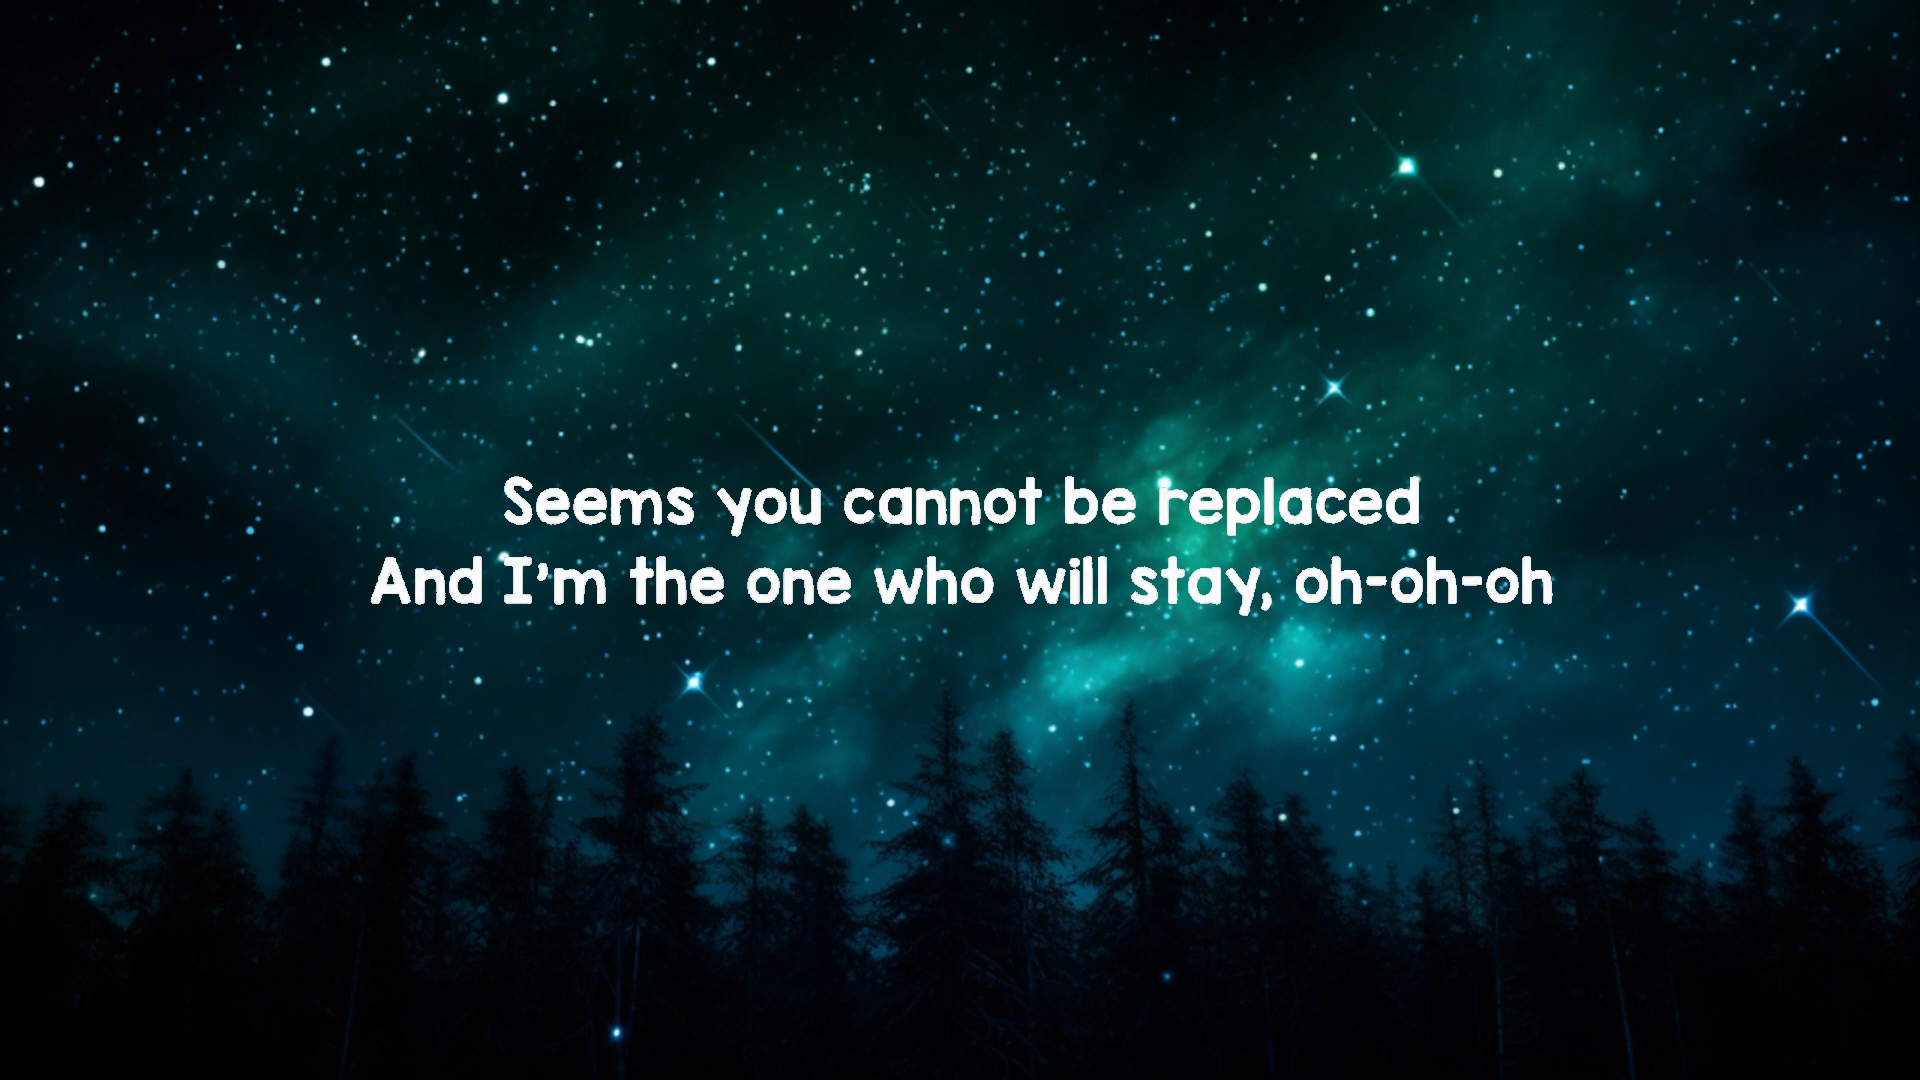 Seems you cannot be replaced
And I'm the one who will stay, oh-oh-oh